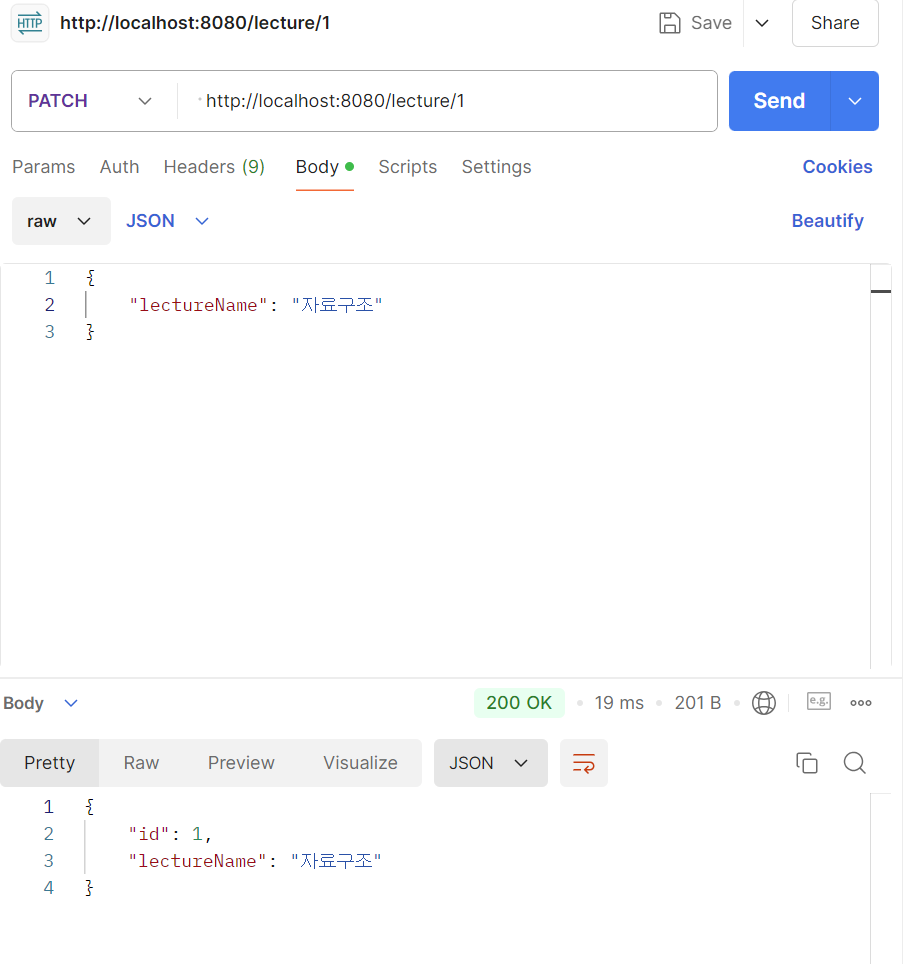 HTTP http://localhost:8080/lecture/1 Save Share
PATCH http://localhost:8080/lecture/1 Send
Params Auth Headers (9) Body Scripts Settings Cookies
raw JSON Beautify
1 {
2 "lectureName": "자료구조"
3 }
Body 200 OK 19 ms 201 B e.g.
Pretty Raw Preview Visualize JSON
1 {
2 "id": 1,
3 "lectureName": "자료구조"
4 }